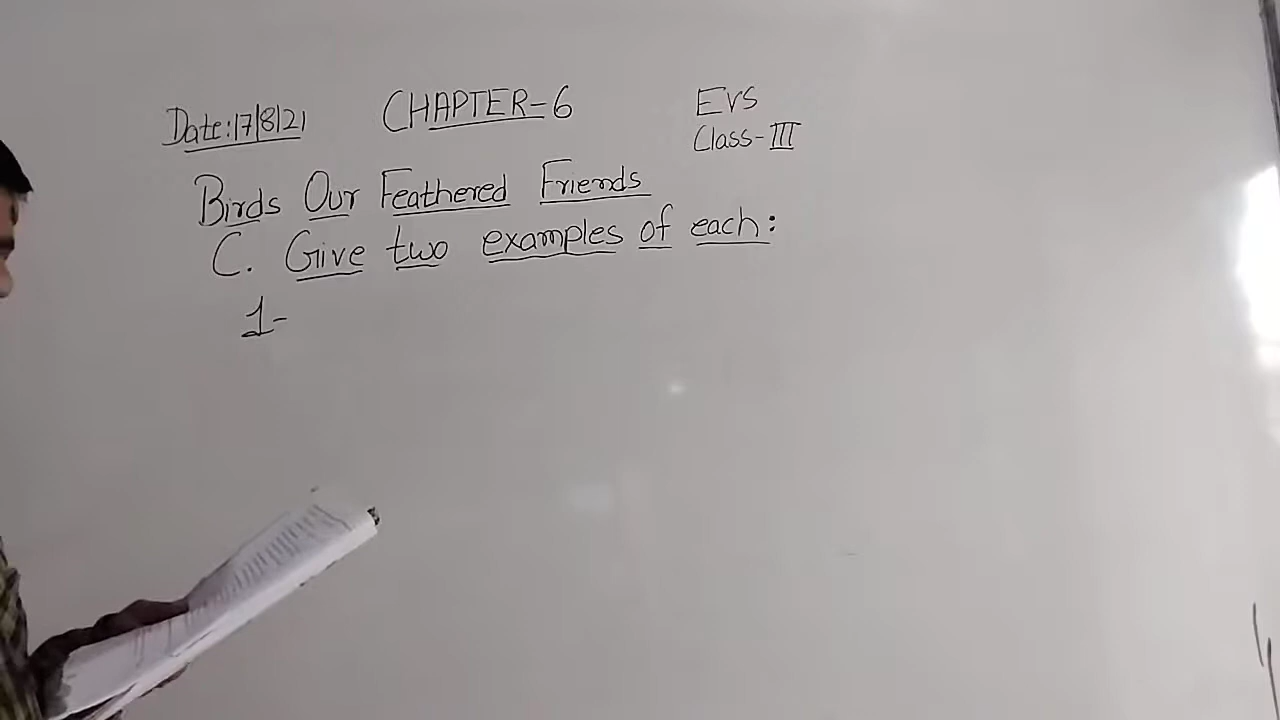 Date:17/8/21 CHAPTER-6 EVS
Class-III
Birds Our Feathered Friends
C. Give two examples of each:
1-